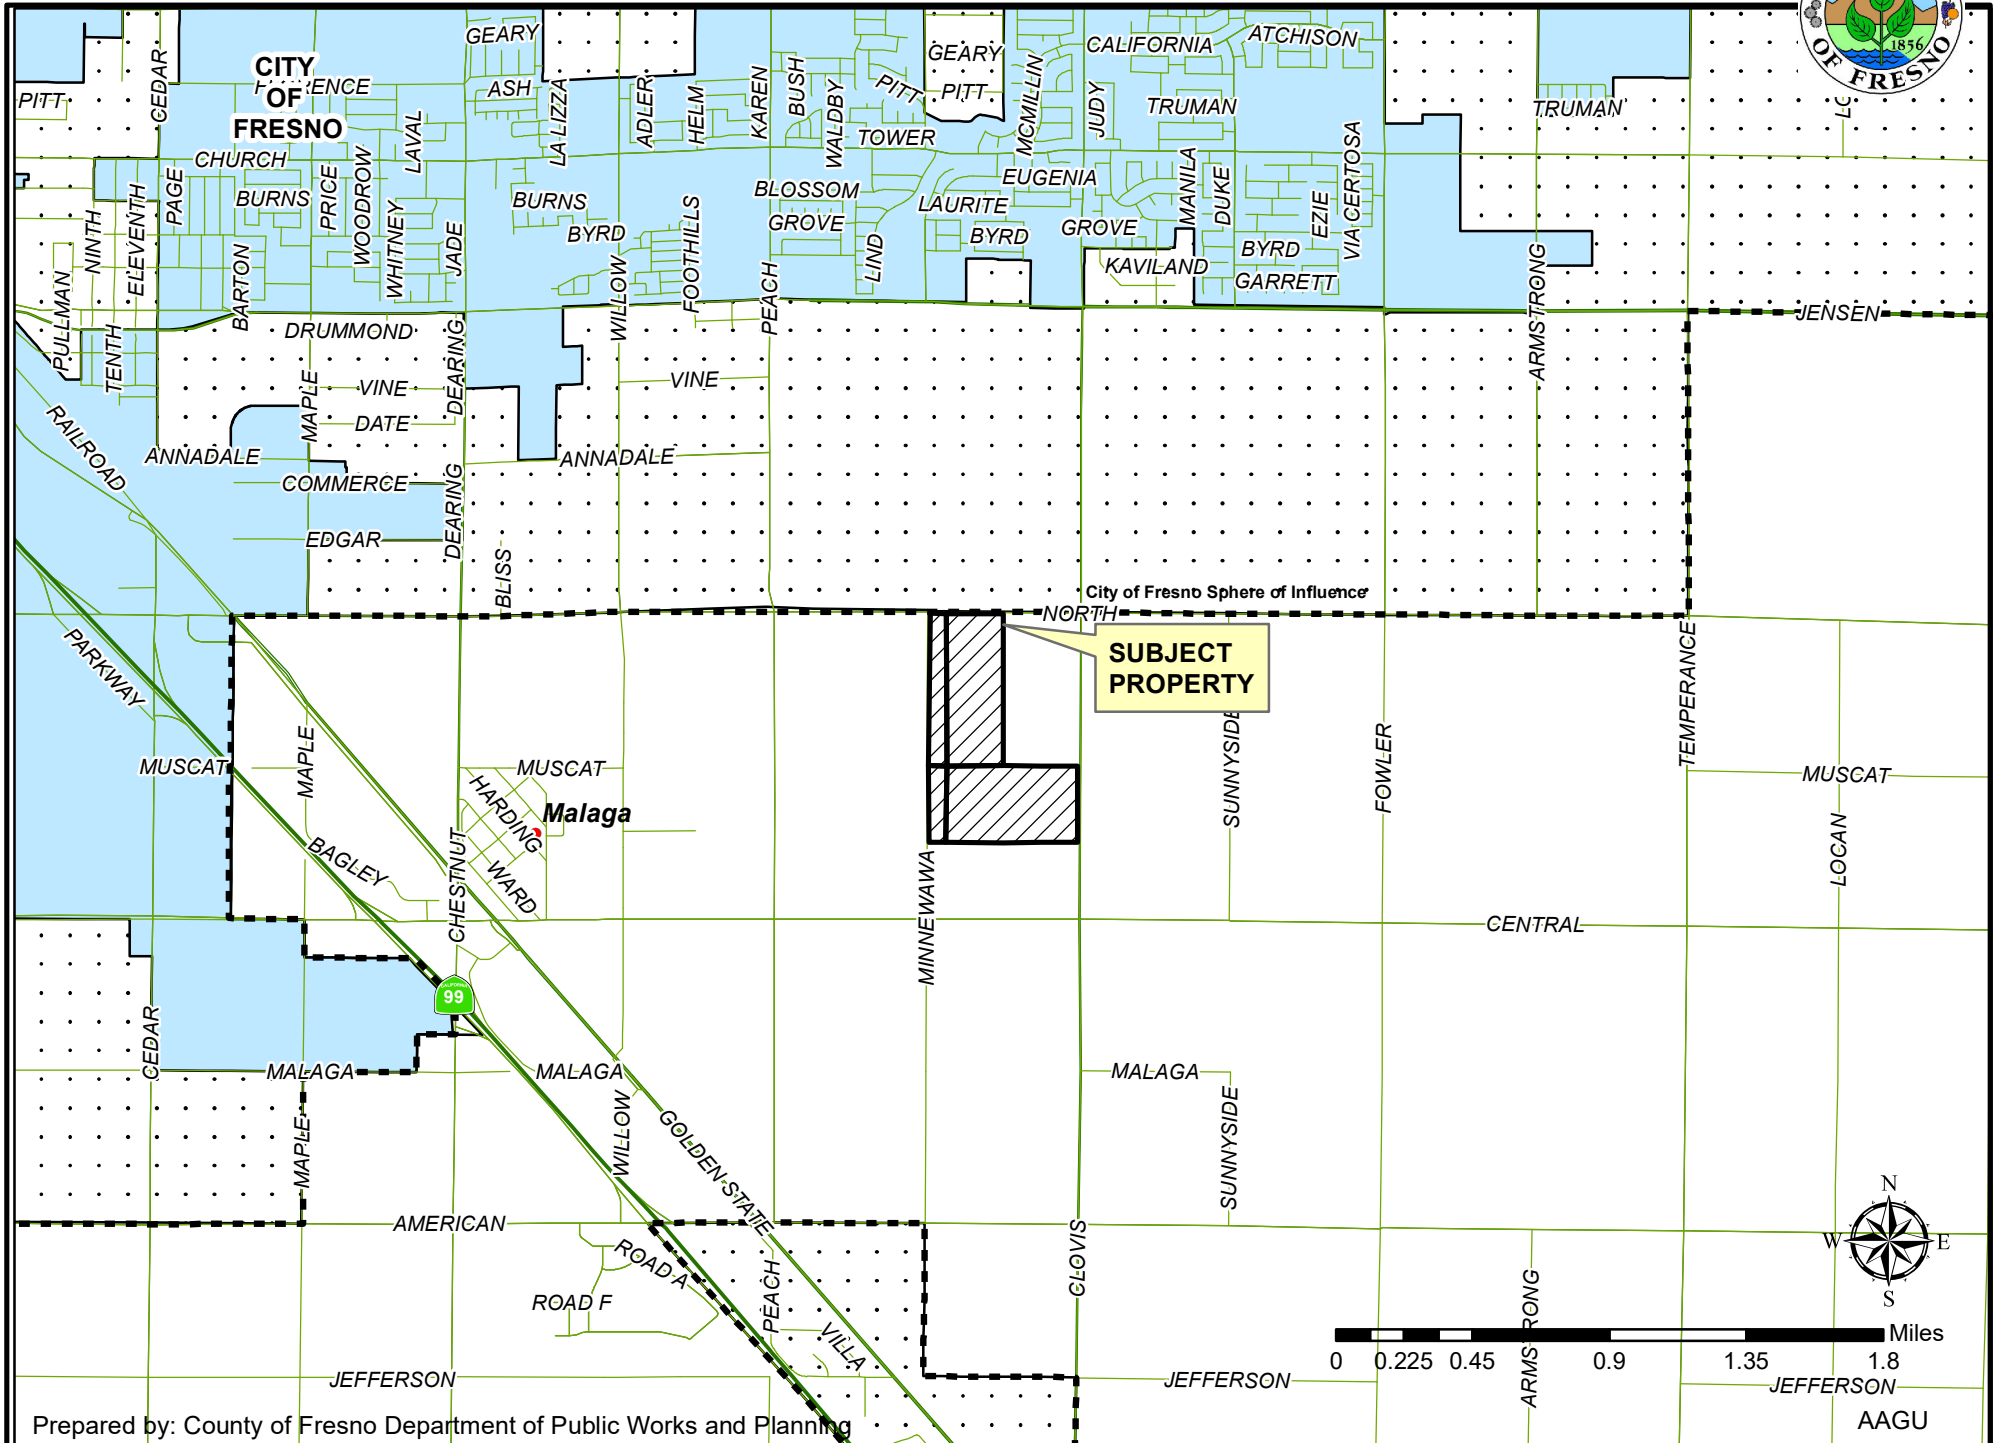 GEARY
GEARY
CALIFORNIA
ATCHISON
1856
OF FRESNO
CITY
OF
FRESNO
PITT
CEDAR
ASH
LA LIZZA
ADLER
HELM
KAREN
BUSH
WALDBY
PITT
PITT
MCMILIN
JUDY
TRUMAN
TRUMAN
LAVAL
TOWER
CHURCH
BURNS
PRICE
WOODROW
WHITNEY
JADE
BURNS
BYRD
WILLOW
FOOTHILLS
BLOSSOM
GROVE
PEACH
LIND
LAURITE
EUGENIA
BYRD
GROVE
MANILA
DUKE
EZIE
VIA CERTOSA
BYRD
KAVILAND
GARRETT
ARMSTRONG
JENSEN
PAGE
NINTH
ELEVENTH
BARTON
PULLMAN
TENTH
DRUMMOND
MAPLE
VINE
DATE
DEARING
VINE
RAILROAD
ANNADALE
COMMERCE
ANNADALE
DEARING
EDGAR
BLISS
City of Fresno Sphere of Influence
NORTH
SUBJECT
PROPERTY
PARKWAY
MUSCAT
MAPLE
MUSCAT
HARDING
Malaga
WARD
BAGLEY
CHESTNUT
SUNNYSIDE
FOWLER
TEMPERANCE
MUSCAT
LOCAN
MINNEWAWA
CENTRAL
CALIFORNIA
99
CEDAR
MALAGA
MALAGA
MALAGA
MAPLE
WILLOW
GOLDEN STATE
SUNNYSIDE
AMERICAN
ROAD A
ROAD F
PEACH
VILLA
CLOVIS
ARMSTRONG
N
W
E
S
Miles
0 0.225 0.45 0.9 1.35 1.8
JEFFERSON
JEFFERSON
JEFFERSON
Prepared by: County of Fresno Department of Public Works and Planning
AAGU